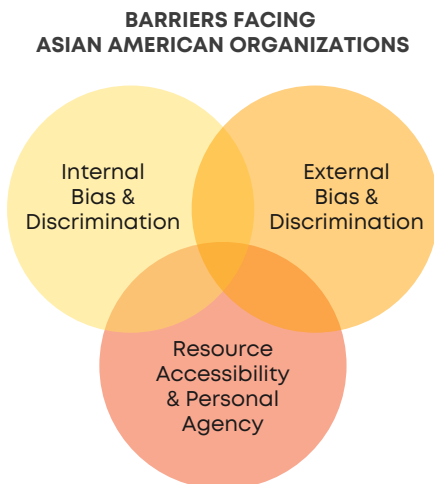 BARRIERS FACING
ASIAN AMERICAN ORGANIZATIONS
Internal
Bias &
Discrimination
External
Bias &
Discrimination
Resource
Accessibility
& Personal
Agency